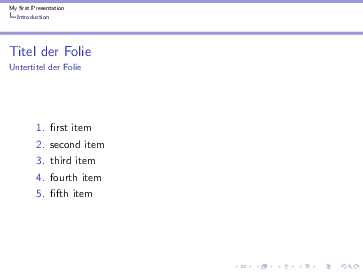 My first Presentation
Introduction
Titel der Folie
Untertitel der Folie
1. first item
2. second item
3. third item
4. fourth item
5. fifth item